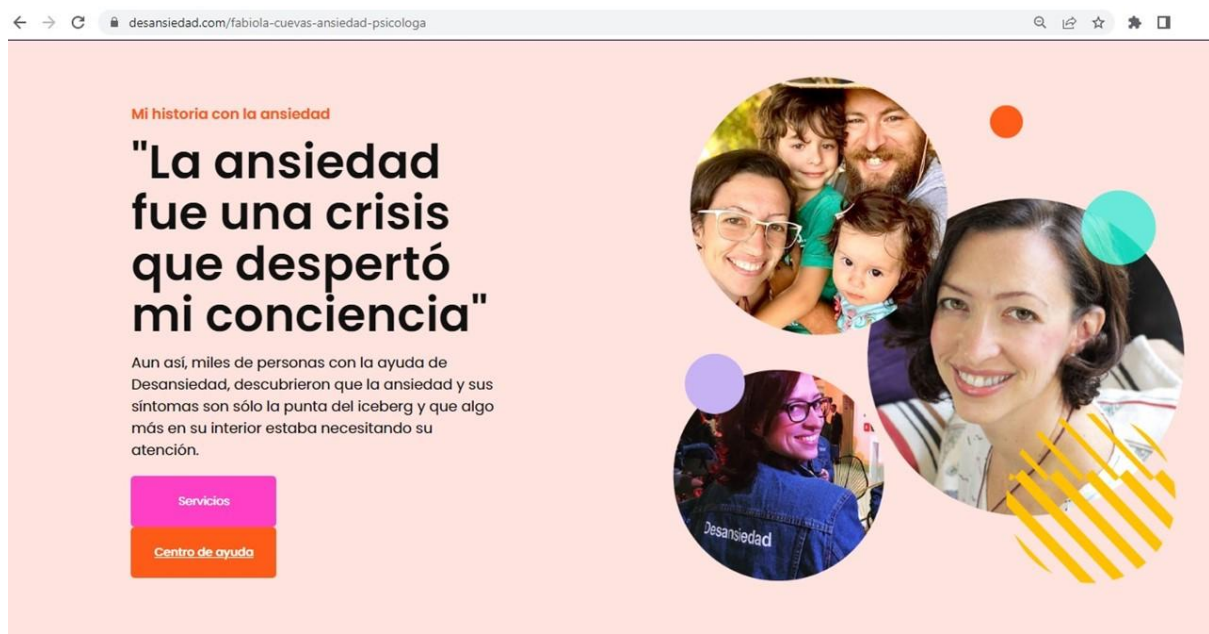 desansiedad.com/fabiola-cuevas-ansiedad-psicologa
Mi historia con la ansiedad
"La ansiedad
fue una crisis
que despertó
mi conciencia"
Aun así, miles de personas con la ayuda de
Desansiedad, descubrieron que la ansiedad y sus
síntomas son sólo la punta del iceberg y que algo
más en su interior estaba necesitando su
atención.
Servicios
Centro de ayuda
Desansiedad